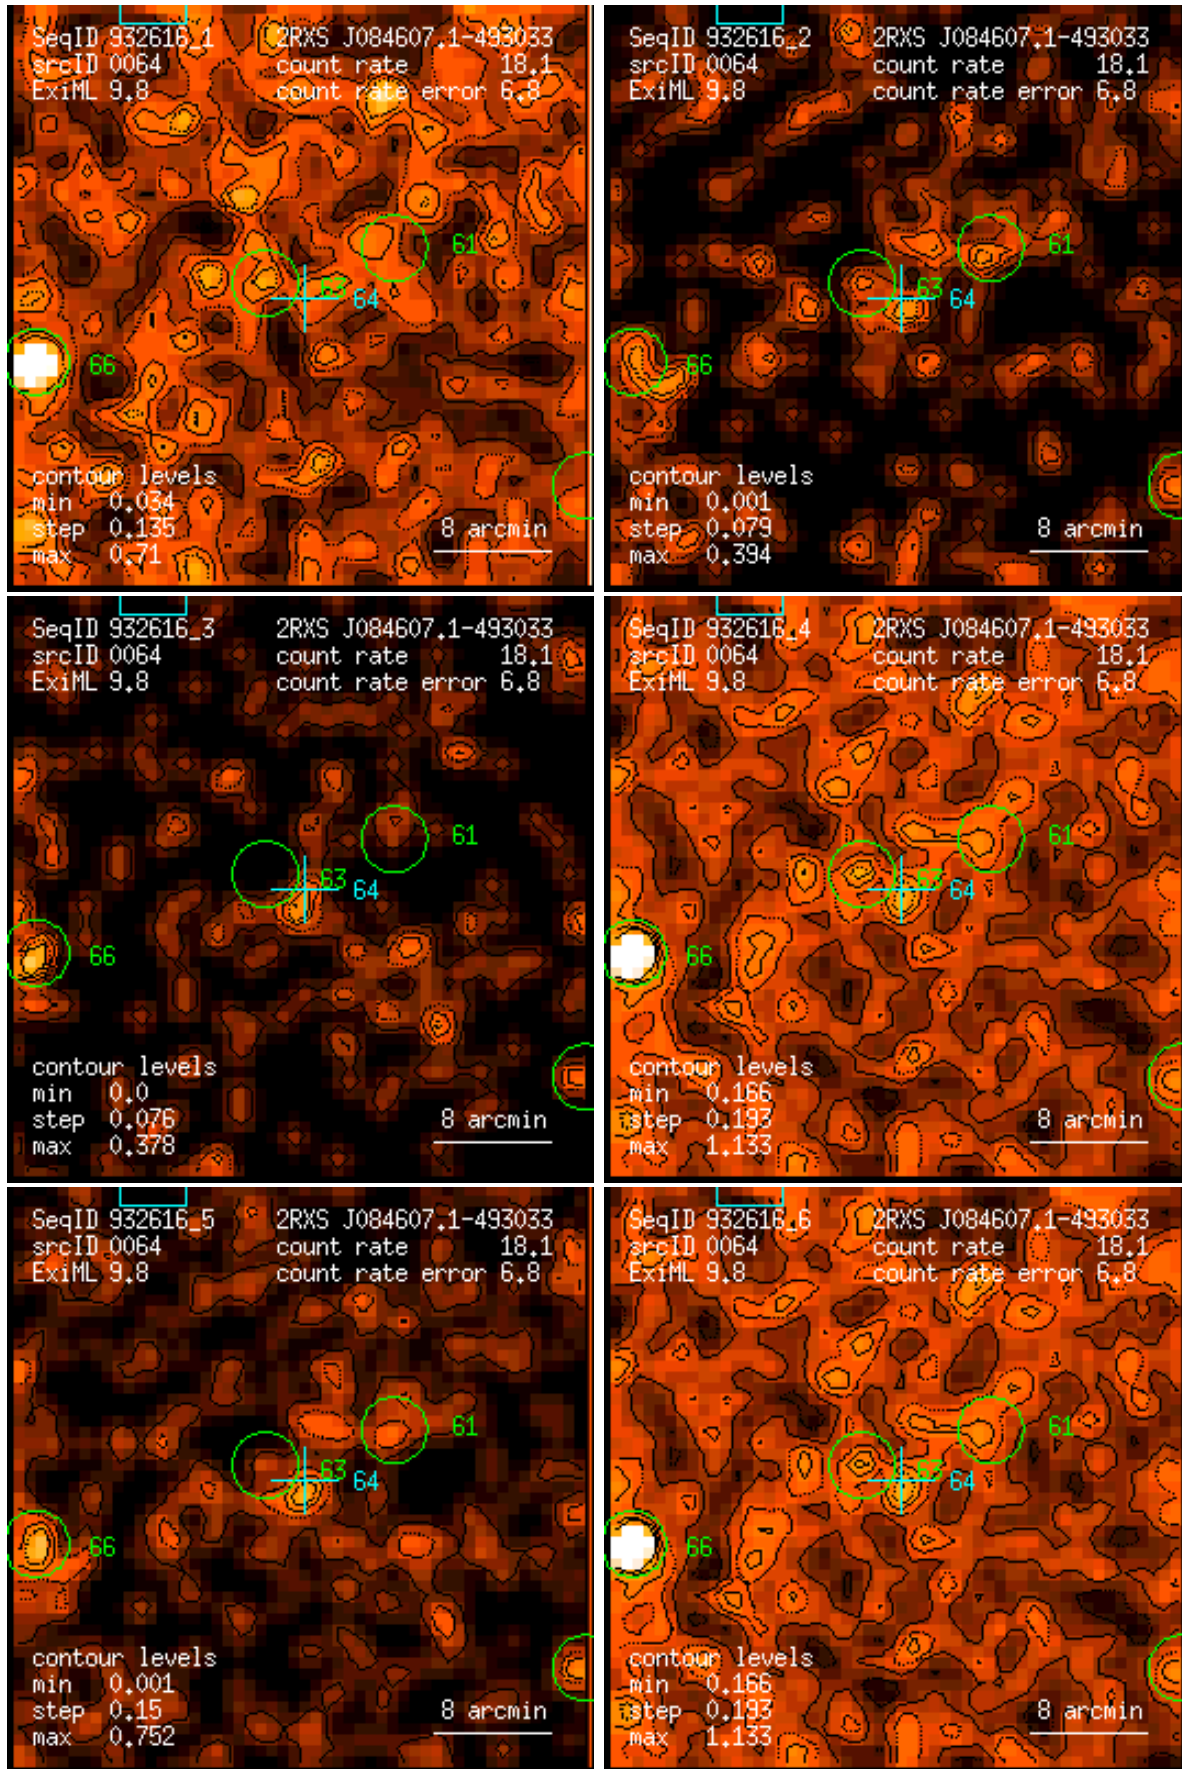 SeqID 932616_1 2RXS J084607.1-493033
srcID 0064 count rate 18.1
ExiML 9.8 count rate error 6.8
61
63
64
66
contour levels
min 0.034
step 0.135 8 arcmin
max 0.71
SeqID 932616_2 2RXS J084607.1-493033
srcID 0064 count rate 18.1
ExiML 9.8 count rate error 6.8
61
63
64
66
contour levels
min 0.001
step 0.079 8 arcmin
max 0.394
SeqID 932616_3 2RXS J084607.1-493033
srcID 0064 count rate 18.1
ExiML 9.8 count rate error 6.8
61
63
64
66
contour levels
min 0.0
step 0.076 8 arcmin
max 0.378
SeqID 932616_4 2RXS J084607.1-493033
srcID 0064 count rate 18.1
ExiML 9.8 count rate error 6.8
61
63
64
66
contour levels
min 0.166
step 0.193 8 arcmin
max 1.133
SeqID 932616_5 2RXS J084607.1-493033
srcID 0064 count rate 18.1
ExiML 9.8 count rate error 6.8
61
63
64
66
contour levels
min 0.001
step 0.15 8 arcmin
max 0.752
SeqID 932616_6 2RXS J084607.1-493033
srcID 0064 count rate 18.1
ExiML 9.8 count rate error 6.8
61
63
64
66
contour levels
min 0.166
step 0.193 8 arcmin
max 1.133